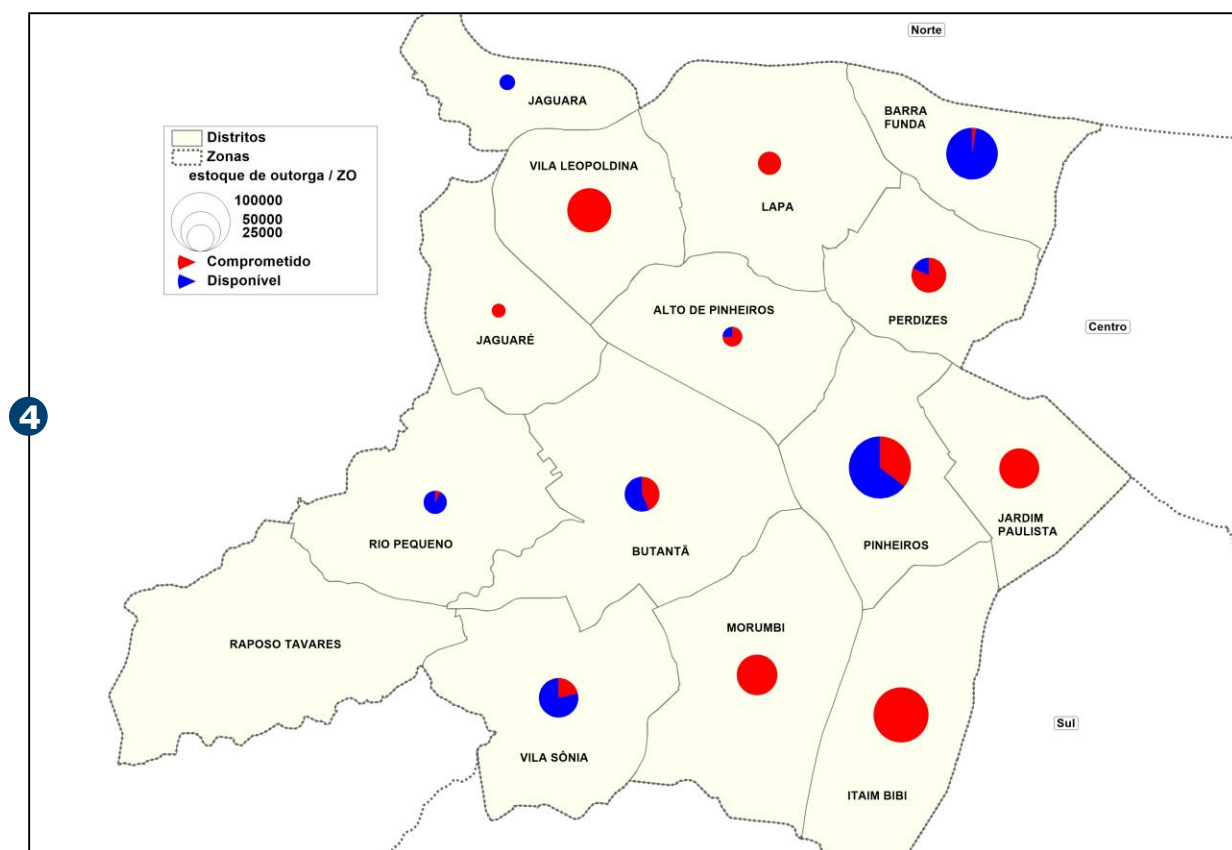 Norte
JAGUARA
BARRA
FUNDA
Distritos
Zonas
estoque de outorga / ZO
100000
50000
25000
Comprometido
Disponível
VILA LEOPOLDINA
LAPA
ALTO DE PINHEIROS
PERDIZES
Centro
JAGUARÉ
4
RIO PEQUENO
BUTANTÃ
PINHEIROS
JARDIM
PAULISTA
RAPOSO TAVARES
MORUMBI
Sul
VILA SÔNIA
ITAIM BIBI